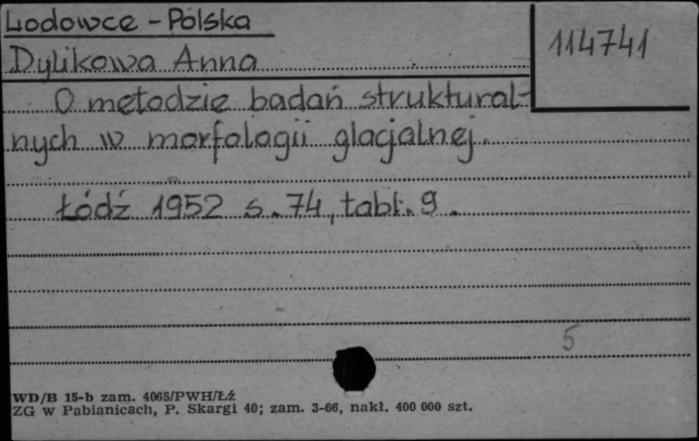 Lodowce - Polska
114741
Dylikowa Anna
O metodzie badań struktural-
nych w morfologii glacjalnej.
Łódź 1952 s. 74, tabl. 9.
5
WD/B 15-b zam. 4065/PWH/Łź
ZG w Pabianicach, P. Skargi 40; zam. 3-66, nakł. 400 000 szt.